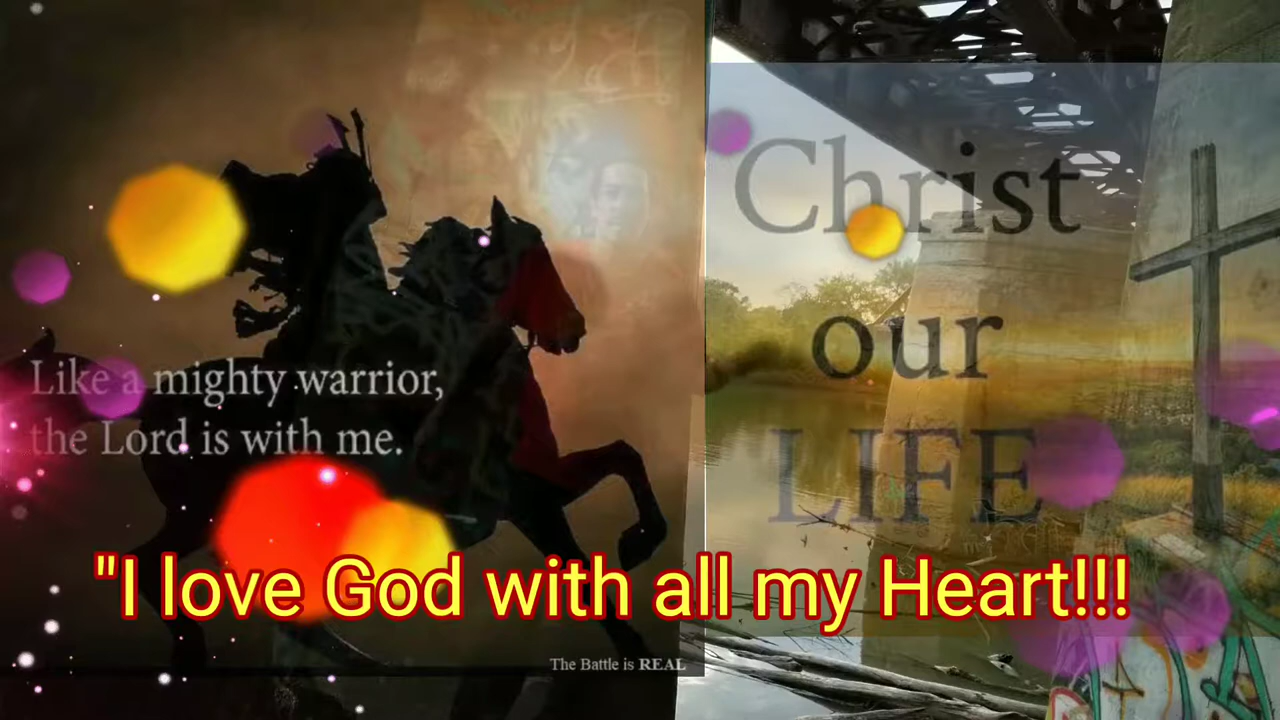 Like a mighty warrior,
the Lord is with me.
Christ
our
LIFE
"I love God with all my Heart!!!
The Battle is REAL